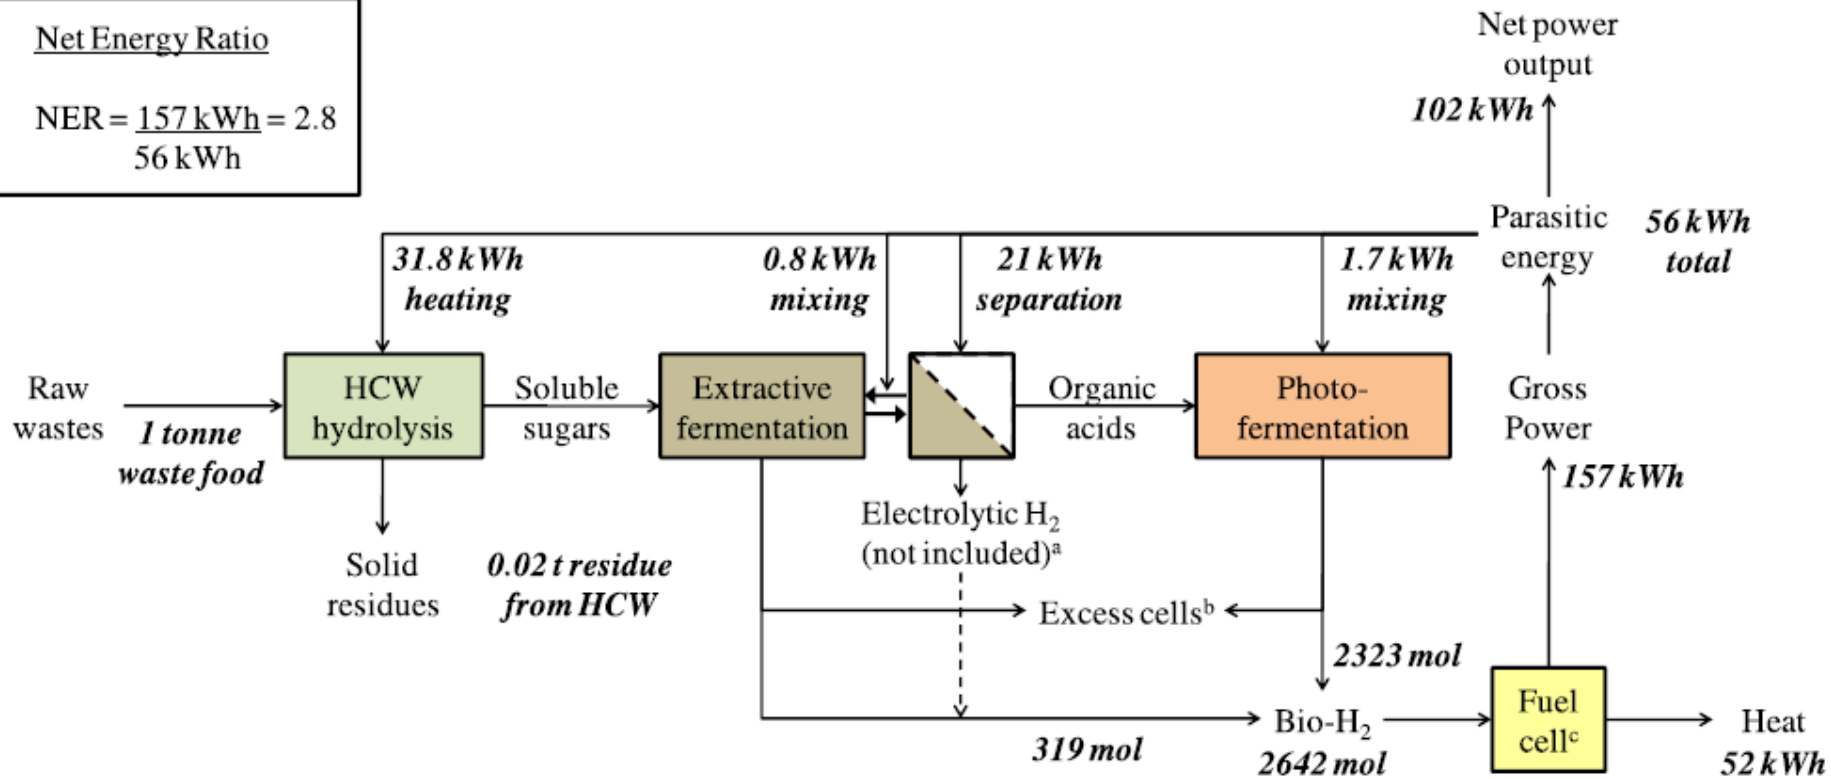 Net Energy Ratio
NER = 157 kWh = 2.8
56 kWh
Net power
output
102 kWh
Parasitic
energy
56 kWh
total
31.8 kWh
heating
0.8 kWh
mixing
21 kWh
separation
1.7 kWh
mixing
Raw
wastes
1 tonne
waste food
HCW
hydrolysis
Soluble
sugars
Extractive
fermentation
Organic
acids
Photo-
fermentation
Gross
Power
157 kWh
Electrolytic H₂
(not included)ᵃ
Solid
residues
0.02 t residue
from HCW
Excess cellsᵇ
2323 mol
319 mol
Bio-H₂
2642 mol
Fuel
cellᶜ
Heat
52 kWh